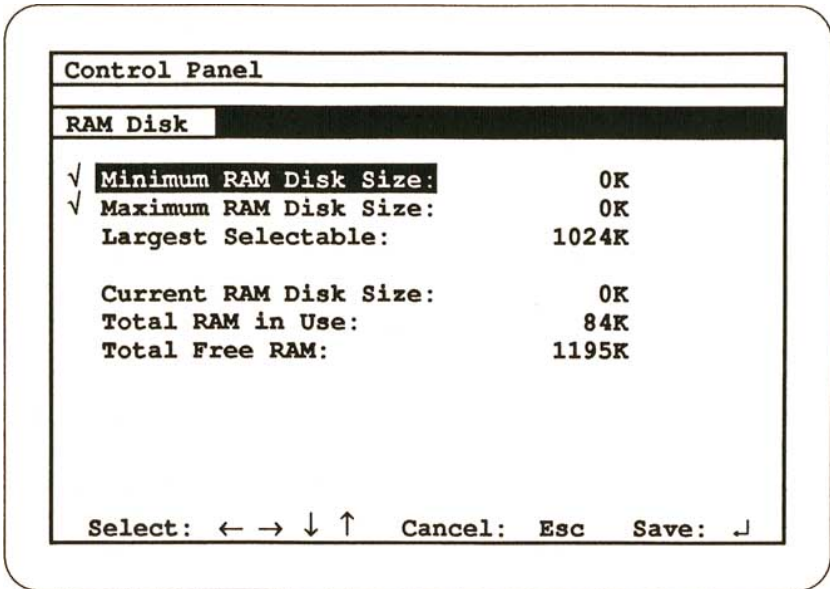 Control Panel
RAM Disk
√ Minimum RAM Disk Size: 0K
√ Maximum RAM Disk Size: 0K
Largest Selectable: 1024K
Current RAM Disk Size: 0K
Total RAM in Use: 84K
Total Free RAM: 1195K
Select: ← → ↓ ↑ Cancel: Esc Save: ↵